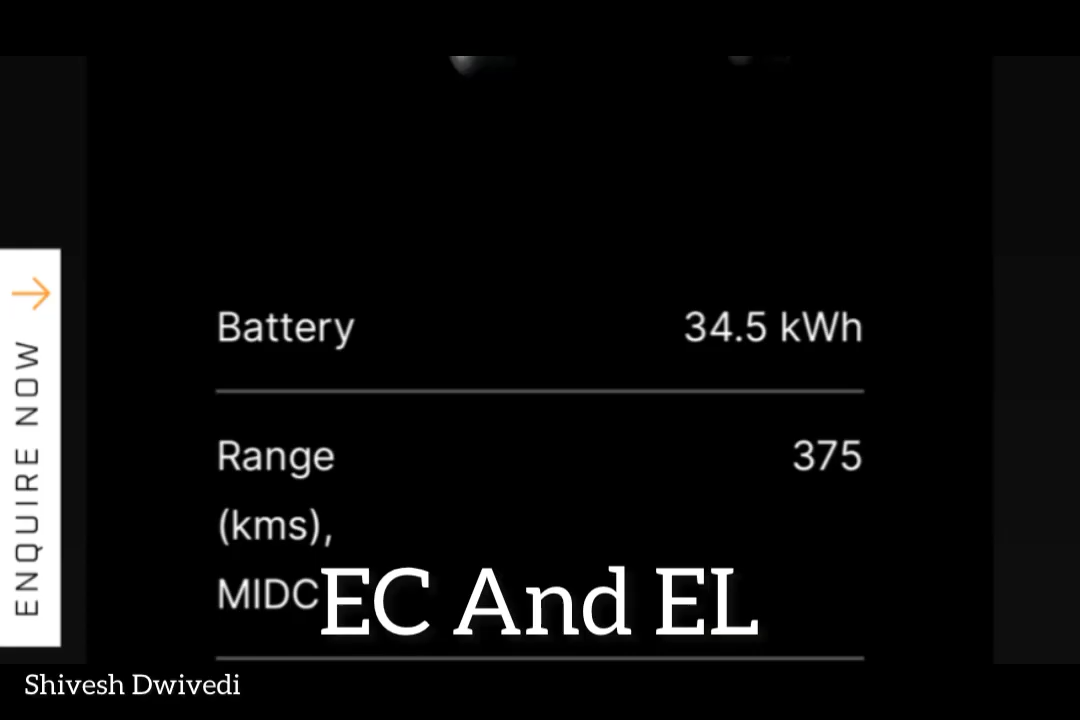 Battery 34.5 kWh
Range 375
(kms),
MIDC
EC And EL
ENQUIRE NOW
Shivesh Dwivedi